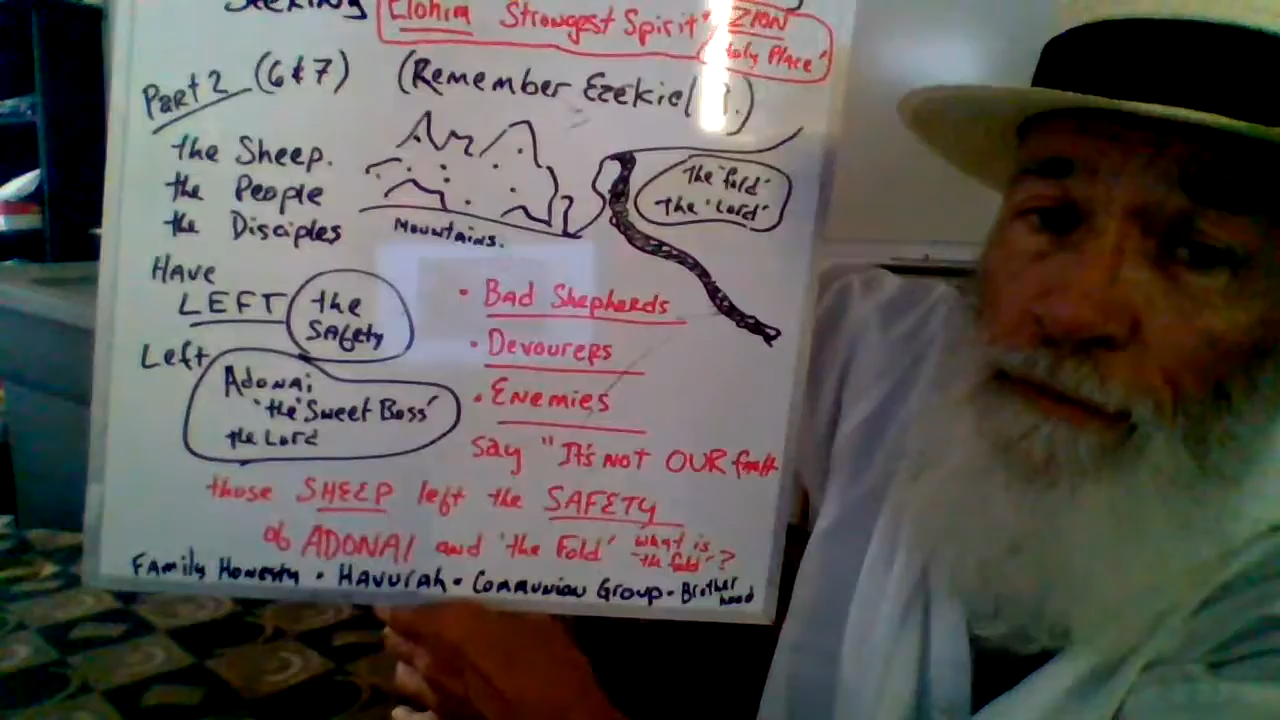 Seeking
Elohim Strongest Spirit" ZION
Holy Place'
Part 2 (6 & 7) (Remember Ezekiel
the Sheep.
the People
the Disciples
Mountains.
the "fold"
the 'Lord'
HAVE
LEFT the SAfety
Left
Adonai
"the "Sweet Boss'
the Lord
• Bad Shepherds
• Devourers
• Enemies
say "It's NOT OUR fault
those SHEEP left the SAFETY
of ADONAI and 'the Fold' what is "the fold"?
FAmily Honesty • HAVURAH • Communion Group • Brotherhood